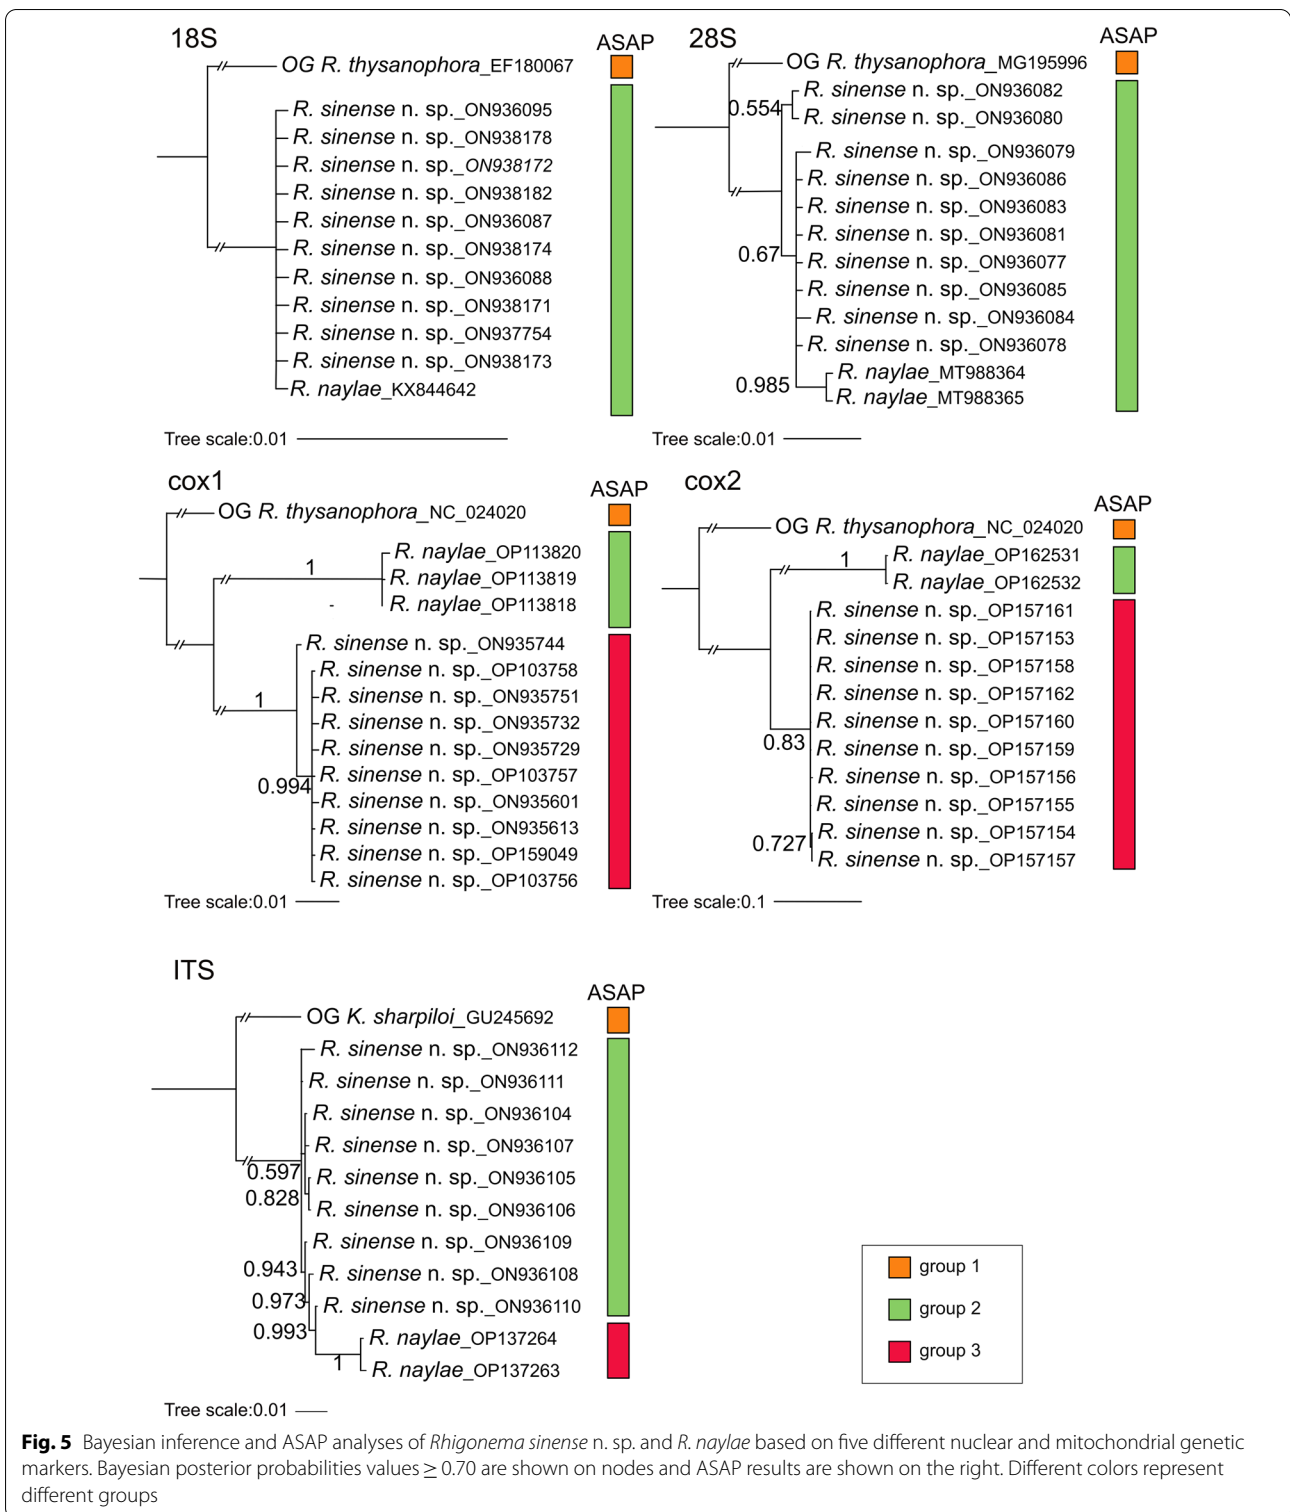 18S
ASAP
OG R. thysanophora_EF180067
R. sinense n. sp._ON936095
R. sinense n. sp._ON938178
R. sinense n. sp._ON938172
R. sinense n. sp._ON938182
R. sinense n. sp._ON936087
R. sinense n. sp._ON938174
R. sinense n. sp._ON936088
R. sinense n. sp._ON938171
R. sinense n. sp._ON937754
R. sinense n. sp._ON938173
R. naylae_KX844642
Tree scale:0.01
28S
ASAP
OG R. thysanophora_MG195996
R. sinense n. sp._ON936082
0.554
R. sinense n. sp._ON936080
R. sinense n. sp._ON936079
R. sinense n. sp._ON936086
R. sinense n. sp._ON936083
R. sinense n. sp._ON936081
0.67
R. sinense n. sp._ON936077
R. sinense n. sp._ON936085
R. sinense n. sp._ON936084
R. sinense n. sp._ON936078
R. naylae_MT988364
0.985
R. naylae_MT988365
Tree scale:0.01
cox1
ASAP
OG R. thysanophora_NC_024020
R. naylae_OP113820
1
R. naylae_OP113819
R. naylae_OP113818
-
R. sinense n. sp._ON935744
R. sinense n. sp._OP103758
1
R. sinense n. sp._ON935751
R. sinense n. sp._ON935732
R. sinense n. sp._ON935729
R. sinense n. sp._OP103757
0.994
R. sinense n. sp._ON935601
R. sinense n. sp._ON935613
R. sinense n. sp._OP159049
R. sinense n. sp._OP103756
Tree scale:0.01
cox2
ASAP
OG R. thysanophora_NC_024020
R. naylae_OP162531
1
R. naylae_OP162532
R. sinense n. sp._OP157161
R. sinense n. sp._OP157153
R. sinense n. sp._OP157158
R. sinense n. sp._OP157162
R. sinense n. sp._OP157160
0.83
R. sinense n. sp._OP157159
R. sinense n. sp._OP157156
R. sinense n. sp._OP157155
R. sinense n. sp._OP157154
0.727
R. sinense n. sp._OP157157
Tree scale:0.1
ITS
ASAP
OG K. sharpiloi_GU245692
R. sinense n. sp._ON936112
R. sinense n. sp._ON936111
R. sinense n. sp._ON936104
R. sinense n. sp._ON936107
0.597
R. sinense n. sp._ON936105
0.828
R. sinense n. sp._ON936106
R. sinense n. sp._ON936109
0.943
R. sinense n. sp._ON936108
0.973
R. sinense n. sp._ON936110
0.993
R. naylae_OP137264
1
R. naylae_OP137263
Tree scale:0.01
group 1
group 2
group 3
Fig. 5 Bayesian inference and ASAP analyses of Rhigonema sinense n. sp. and R. naylae based on five different nuclear and mitochondrial genetic
markers. Bayesian posterior probabilities values ≥ 0.70 are shown on nodes and ASAP results are shown on the right. Different colors represent
different groups